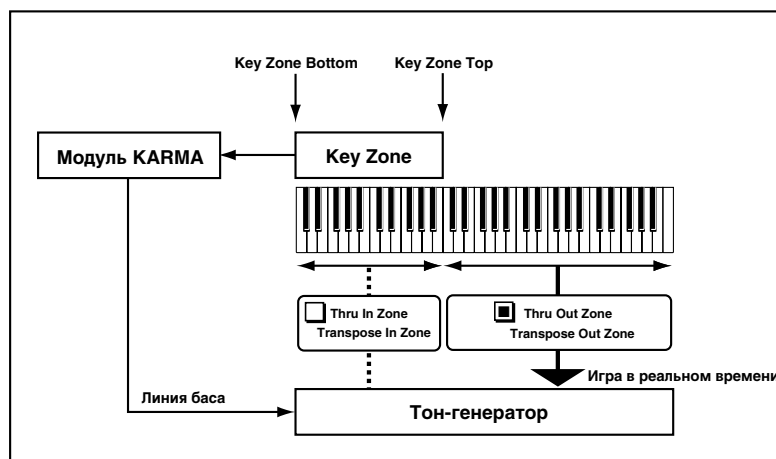 Key Zone Bottom
Key Zone Top
Модуль KARMA
Key Zone
Thru In Zone
Transpose In Zone
Thru Out Zone
Transpose Out Zone
Игра в реальном времени
Линия баса
Тон-генератор